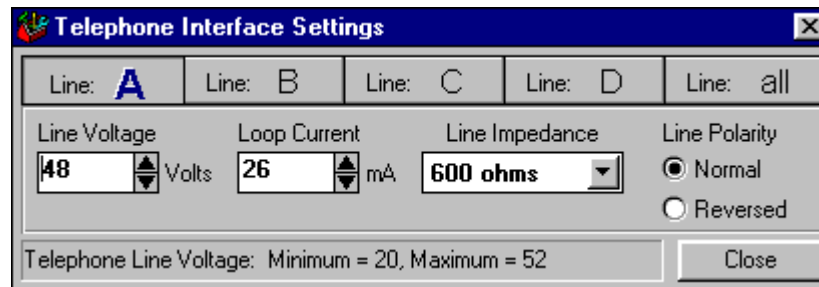 Telephone Interface Settings
Line: A Line: B Line: C Line: D Line: all
Line Voltage Loop Current Line Impedance Line Polarity
48 Volts 26 mA 600 ohms Normal
Reversed
Telephone Line Voltage: Minimum = 20, Maximum = 52 Close